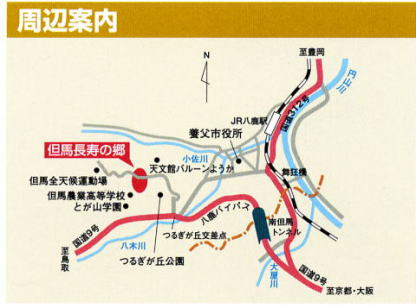 周辺案内
N
至豊岡
円山川
国道312号
JR八鹿駅
養父市役所
舞狂橋
小佐川
但馬長寿の郷
天文館バルーンようか
但馬全天候運動場
但馬農業高等学校
とが山学園
八鹿バイパス
南但馬
トンネル
国道9号
八木川
つるぎが丘交差点
つるぎが丘公園
至鳥取
大屋川
国道9号
至京都・大阪